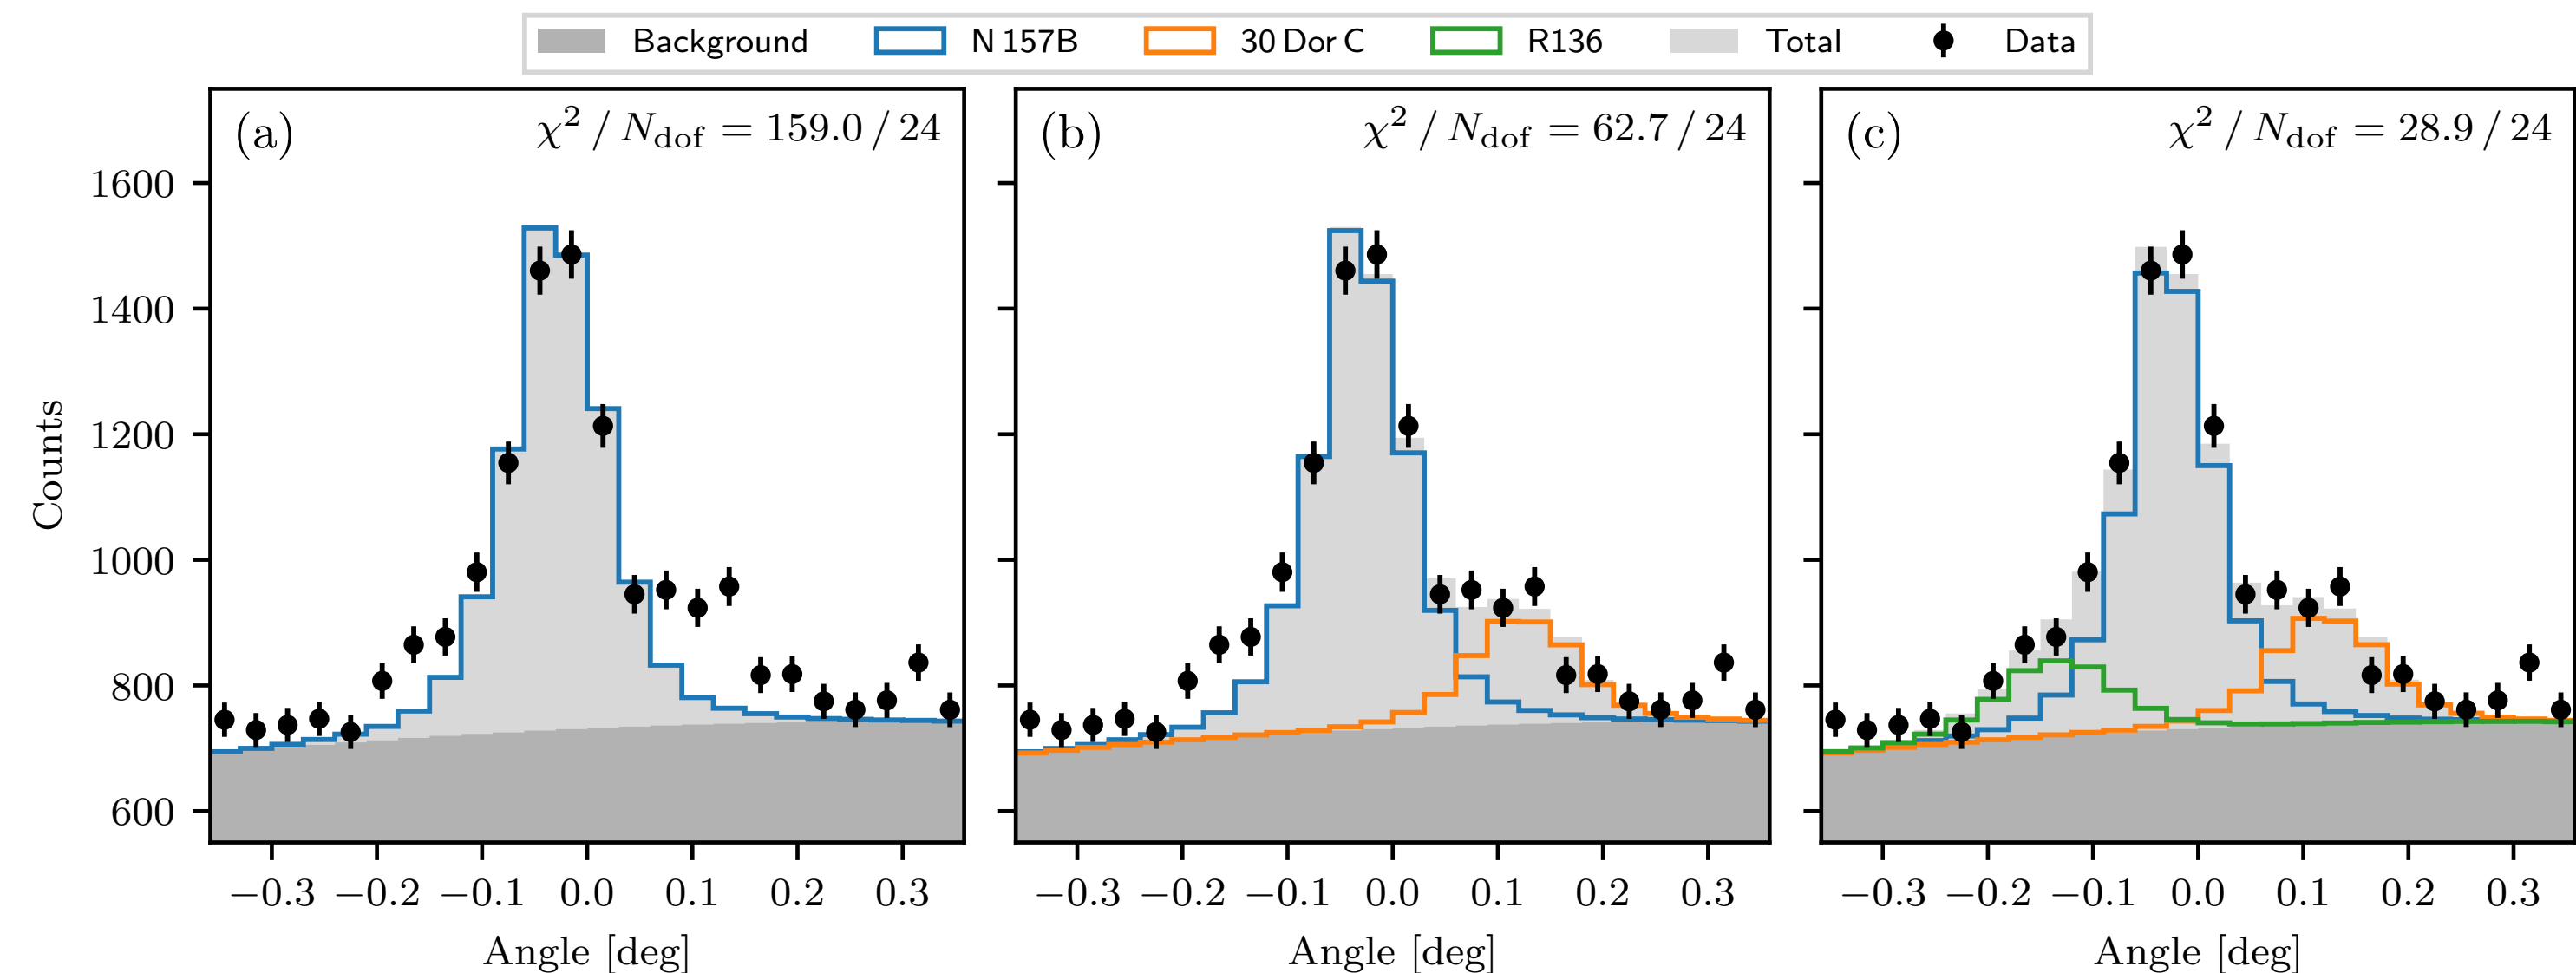 Background N 157B 30 Dor C R136 Total Data
(a) χ² / N_dof = 159.0 / 24
(b) χ² / N_dof = 62.7 / 24
(c) χ² / N_dof = 28.9 / 24
1600
1400
1200
1000
800
600
Counts
−0.3 −0.2 −0.1 0.0 0.1 0.2 0.3
−0.3 −0.2 −0.1 0.0 0.1 0.2 0.3
−0.3 −0.2 −0.1 0.0 0.1 0.2 0.3
Angle [deg]
Angle [deg]
Angle [deg]